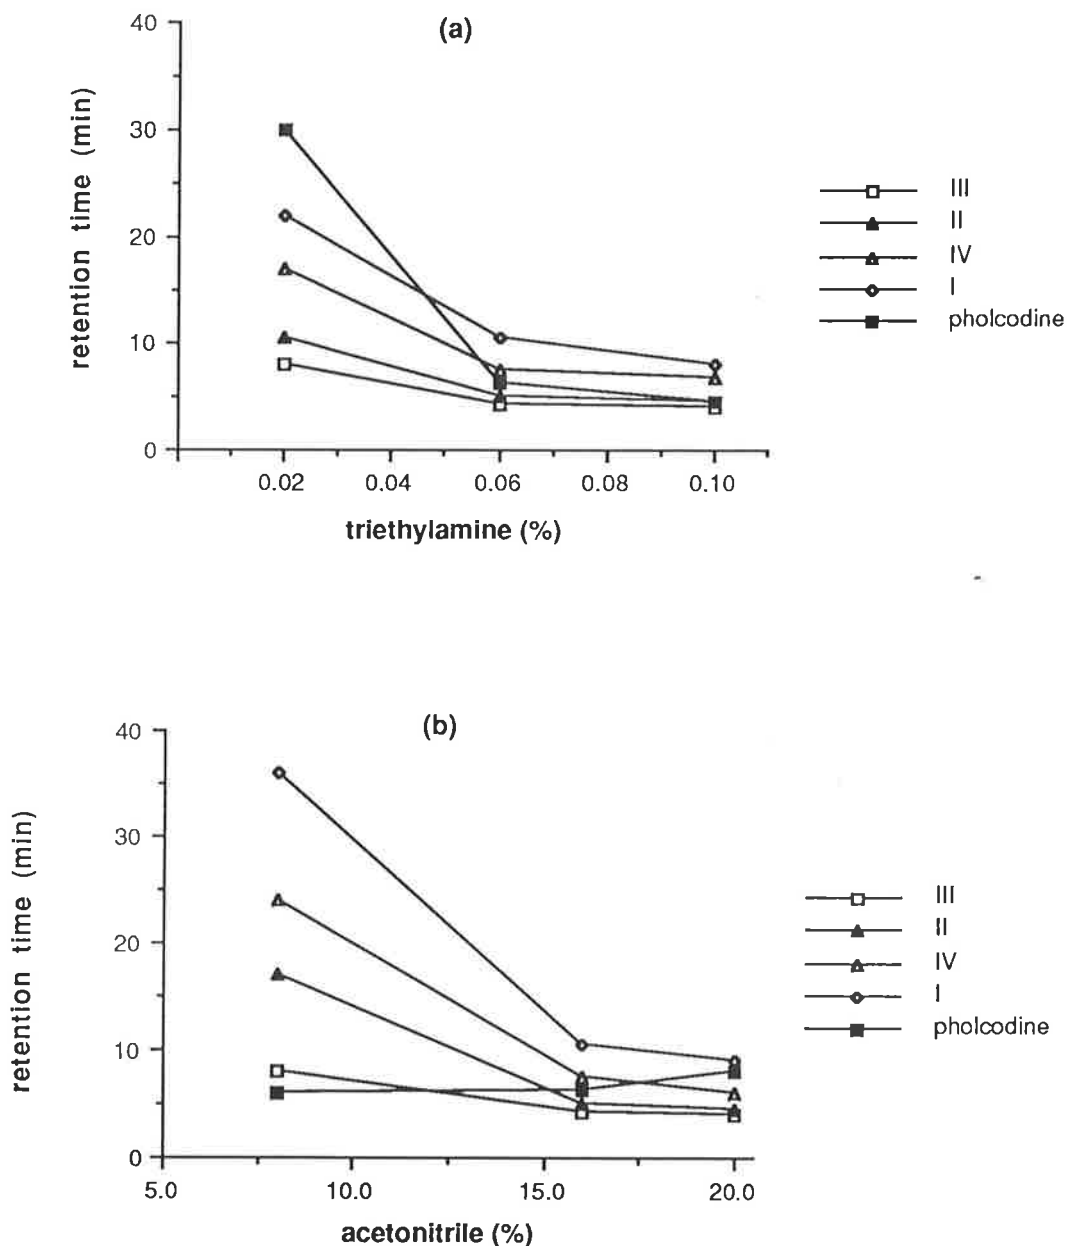 (a)
40
30
20
10
0
retention time (min)
0.02 0.04 0.06 0.08 0.10
triethylamine (%)
III
II
IV
I
pholcodine
(b)
40
30
20
10
0
retention time (min)
5.0 10.0 15.0 20.0
acetonitrile (%)
III
II
IV
I
pholcodine